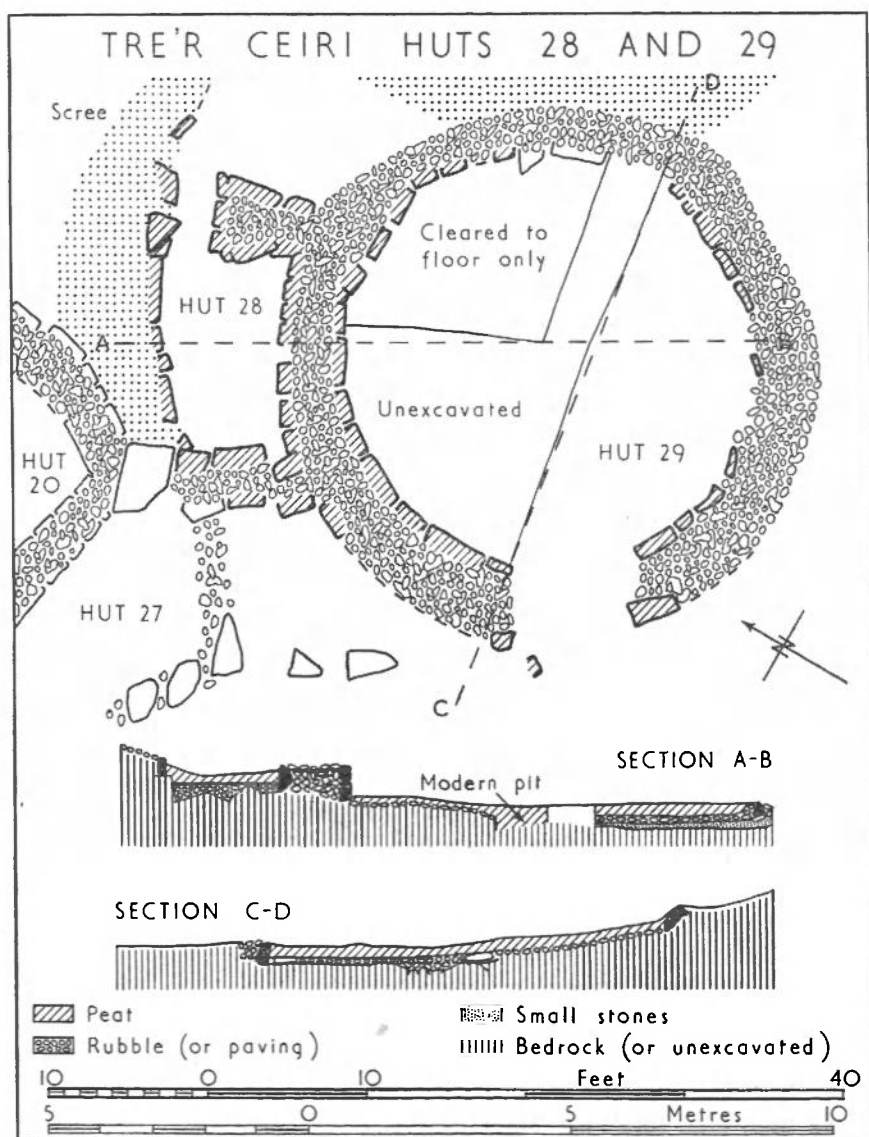 TRE'R CEIRI HUTS 28 AND 29
D
Scree
Cleared to
floor only
HUT 28
A
B
Unexcavated
HUT 29
HUT
20
HUT 27
C
SECTION A-B
Modern pit
SECTION C-D
Peat
Small stones
Rubble (or paving)
Bedrock (or unexcavated)
10 0 10 Feet 40
5 0 5 Metres 10